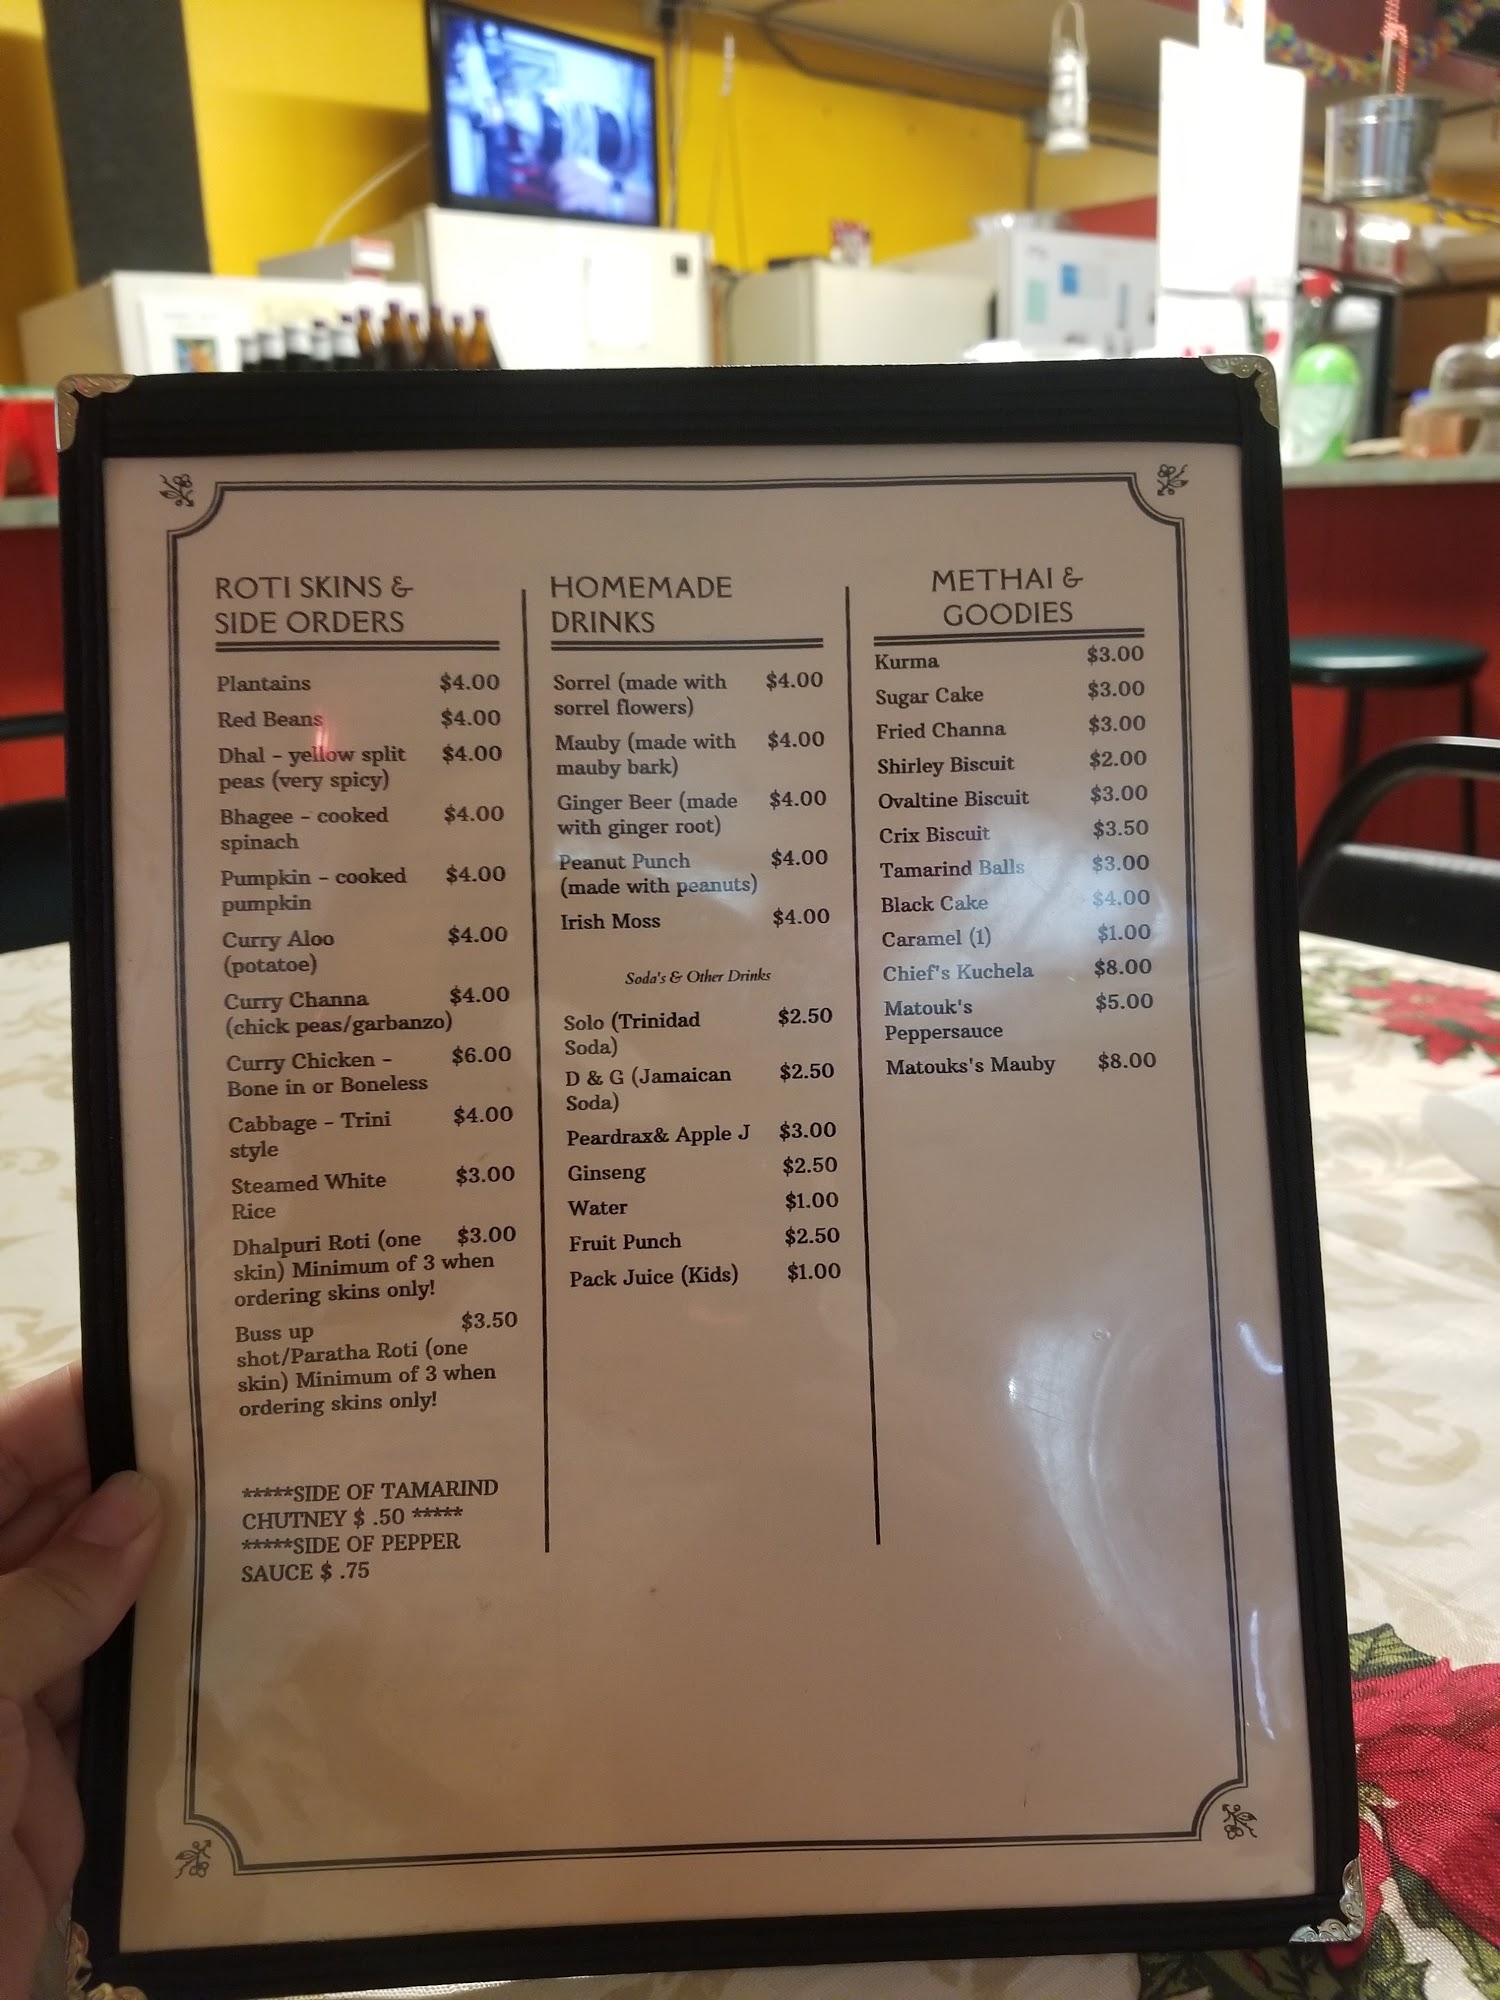 ROTI SKINS &
SIDE ORDERS
Plantains $4.00
Red Beans $4.00
Dhal - yellow split $4.00
peas (very spicy)
Bhagee - cooked $4.00
spinach
Pumpkin - cooked $4.00
pumpkin
Curry Aloo $4.00
(potatoe)
Curry Channa $4.00
(chick peas/garbanzo)
Curry Chicken - $6.00
Bone in or Boneless
Cabbage - Trini $4.00
style
Steamed White $3.00
Rice
Dhalpuri Roti (one $3.00
skin) Minimum of 3 when
ordering skins only!
Buss up $3.50
shot/Paratha Roti (one
skin) Minimum of 3 when
ordering skins only!
*****SIDE OF TAMARIND
CHUTNEY $ .50 *****
*****SIDE OF PEPPER
SAUCE $ .75
HOMEMADE
DRINKS
Sorrel (made with $4.00
sorrel flowers)
Mauby (made with $4.00
mauby bark)
Ginger Beer (made $4.00
with ginger root)
Peanut Punch $4.00
(made with peanuts)
Irish Moss $4.00
Soda's & Other Drinks
Solo (Trinidad $2.50
Soda)
D & G (Jamaican $2.50
Soda)
Peardrax& Apple J $3.00
Ginseng $2.50
Water $1.00
Fruit Punch $2.50
Pack Juice (Kids) $1.00
METHAI &
GOODIES
Kurma $3.00
Sugar Cake $3.00
Fried Channa $3.00
Shirley Biscuit $2.00
Ovaltine Biscuit $3.00
Crix Biscuit $3.50
Tamarind Balls $3.00
Black Cake $4.00
Caramel (1) $1.00
Chief's Kuchela $8.00
Matouk's $5.00
Peppersauce
Matouks's Mauby $8.00